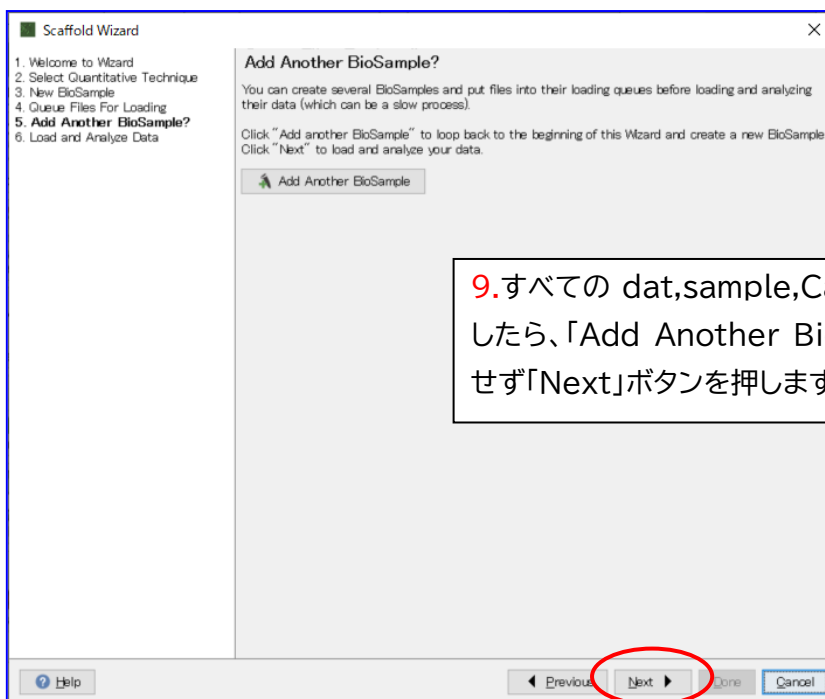 Scaffold Wizard
1. Welcome to Wizard
2. Select Quantitative Technique
3. New BioSample
4. Queue Files For Loading
5. Add Another BioSample?
6. Load and Analyze Data
Add Another BioSample?
You can create several BioSamples and put files into their loading queues before loading and analyzing
their data (which can be a slow process).
Click "Add another BioSample" to loop back to the beginning of this Wizard and create a new BioSample
Click "Next" to load and analyze your data.
Add Another BioSample
9.すべての dat,sample,Ca
したら、「Add Another Bi
せず「Next」ボタンを押します
Help
Previous
Next
Done
Cancel